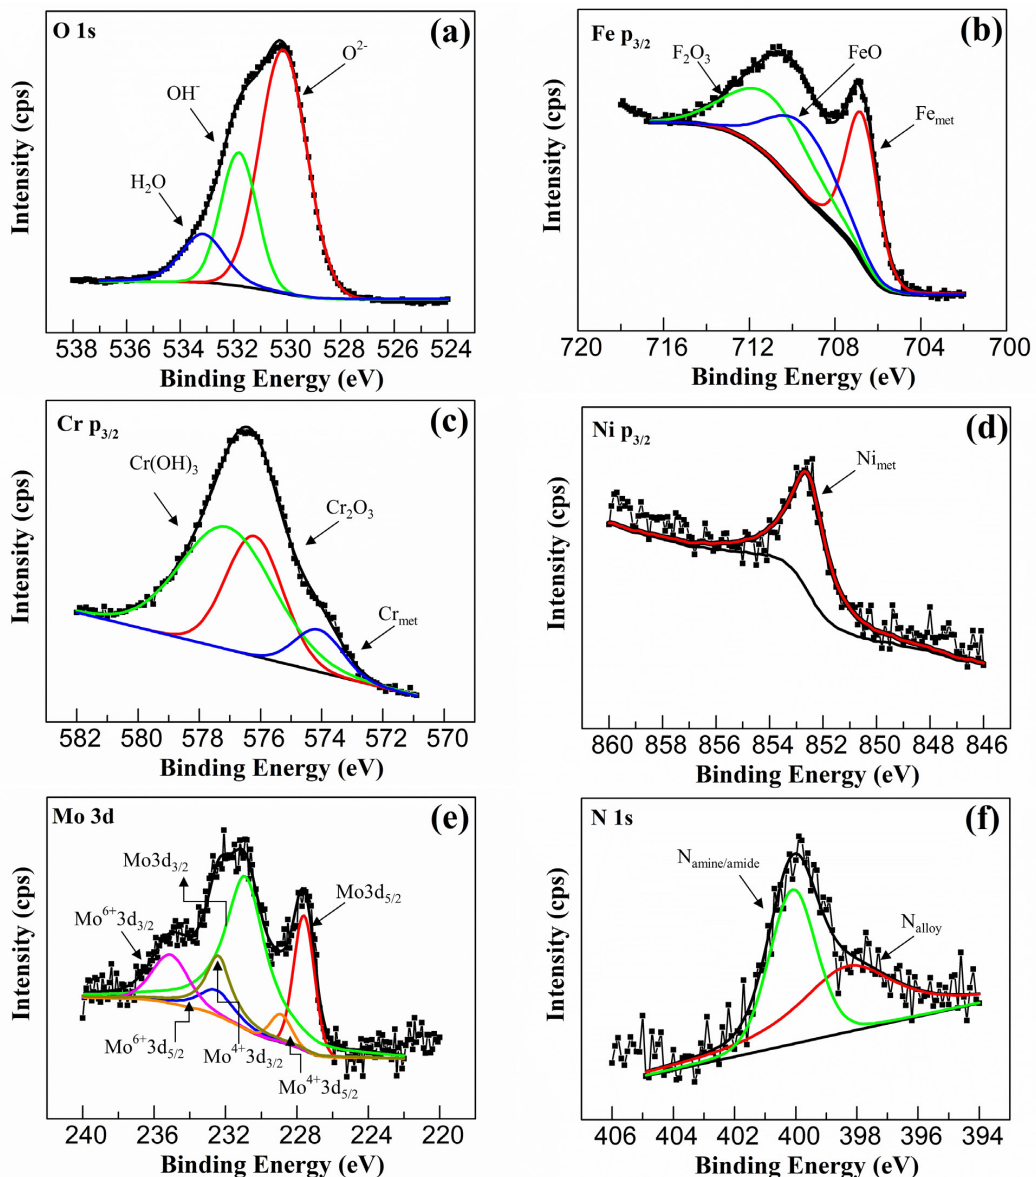 O 1s
(a)
O²⁻
OH⁻
H₂O
Intensity (cps)
538 536 534 532 530 528 526 524
Binding Energy (eV)
Fe p₃/₂
(b)
F₂O₃
FeO
Feₘₑₜ
Intensity (cps)
720 716 712 708 704 700
Binding Energy (eV)
Cr p₃/₂
(c)
Cr(OH)₃
Cr₂O₃
Crₘₑₜ
Intensity (cps)
582 580 578 576 574 572 570
Binding Energy (eV)
Ni p₃/₂
(d)
Niₘₑₜ
Intensity (cps)
860 858 856 854 852 850 848 846
Binding Energy (eV)
Mo 3d
(e)
Mo3d₃/₂
Mo3d₅/₂
Mo⁶⁺3d₃/₂
Mo⁶⁺3d₅/₂
Mo⁴⁺3d₃/₂
Mo⁴⁺3d₅/₂
Intensity (cps)
240 236 232 228 224 220
Binding Energy (eV)
N 1s
(f)
Namine/amide
Nalloy
Intensity (cps)
406 404 402 400 398 396 394
Binding Energy (eV)